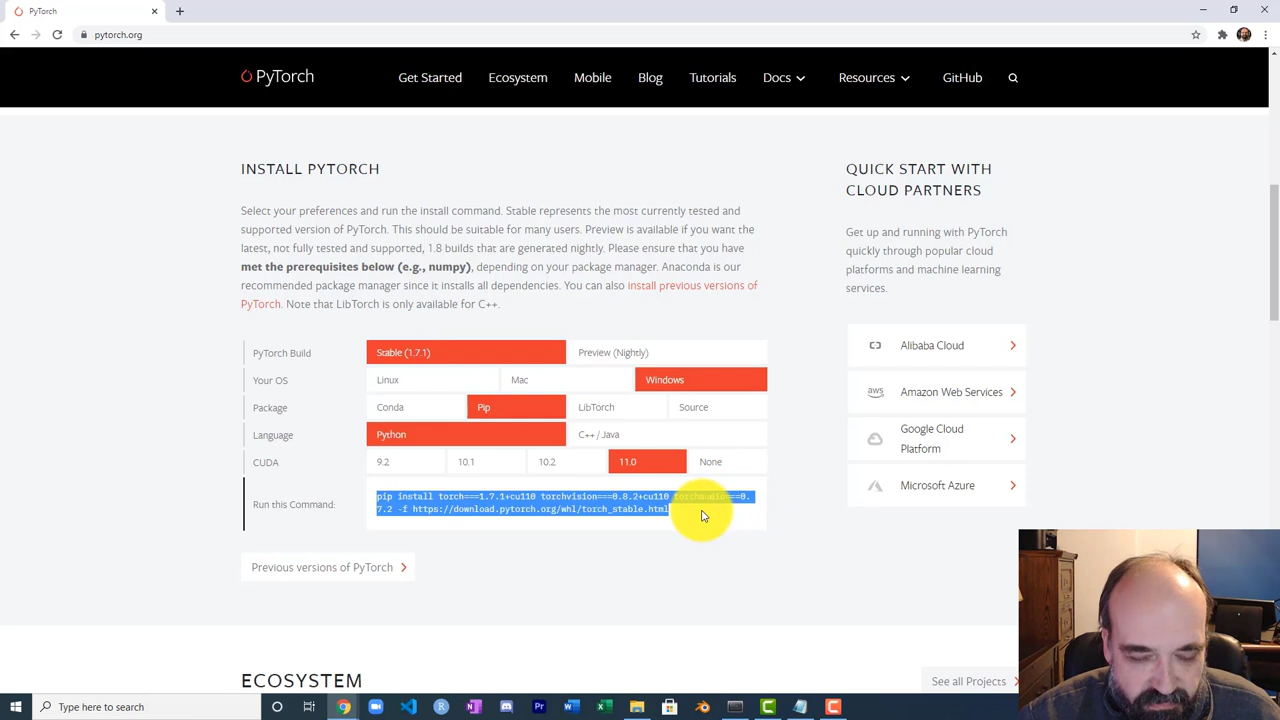 PyTorch
pytorch.org
PyTorch
Get Started
Ecosystem
Mobile
Blog
Tutorials
Docs
Resources
GitHub
INSTALL PYTORCH
Select your preferences and run the install command. Stable represents the most currently tested and
supported version of PyTorch. This should be suitable for many users. Preview is available if you want the
latest, not fully tested and supported, 1.8 builds that are generated nightly. Please ensure that you have
met the prerequisites below (e.g., numpy), depending on your package manager. Anaconda is our
recommended package manager since it installs all dependencies. You can also install previous versions of
PyTorch. Note that LibTorch is only available for C++.
PyTorch Build
Stable (1.7.1)
Preview (Nightly)
Your OS
Linux
Mac
Windows
Package
Conda
Pip
LibTorch
Source
Language
Python
C++ / Java
CUDA
9.2
10.1
10.2
11.0
None
Run this Command:
pip install torch===1.7.1+cu110 torchvision===0.8.2+cu110 torchaudio===0.
7.2 -f https://download.pytorch.org/whl/torch_stable.html
Previous versions of PyTorch
QUICK START WITH
CLOUD PARTNERS
Get up and running with PyTorch
quickly through popular cloud
platforms and machine learning
services.
Alibaba Cloud
aws
Amazon Web Services
Google Cloud
Platform
Microsoft Azure
ECOSYSTEM
See all Projects
Type here to search